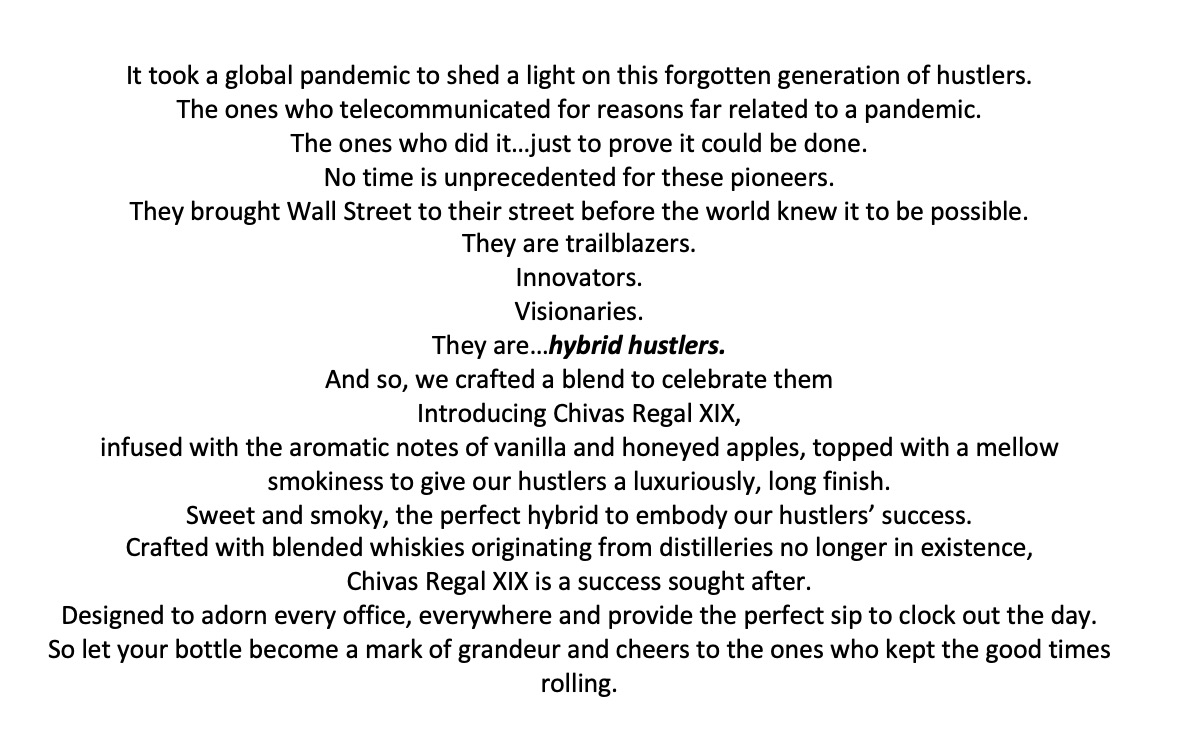 It took a global pandemic to shed a light on this forgotten generation of hustlers.
The ones who telecommunicated for reasons far related to a pandemic.
The ones who did it...just to prove it could be done.
No time is unprecedented for these pioneers.
They brought Wall Street to their street before the world knew it to be possible.
They are trailblazers.
Innovators.
Visionaries.
They are...hybrid hustlers.
And so, we crafted a blend to celebrate them
Introducing Chivas Regal XIX,
infused with the aromatic notes of vanilla and honeyed apples, topped with a mellow
smokiness to give our hustlers a luxuriously, long finish.
Sweet and smoky, the perfect hybrid to embody our hustlers’ success.
Crafted with blended whiskies originating from distilleries no longer in existence,
Chivas Regal XIX is a success sought after.
Designed to adorn every office, everywhere and provide the perfect sip to clock out the day.
So let your bottle become a mark of grandeur and cheers to the ones who kept the good times
rolling.